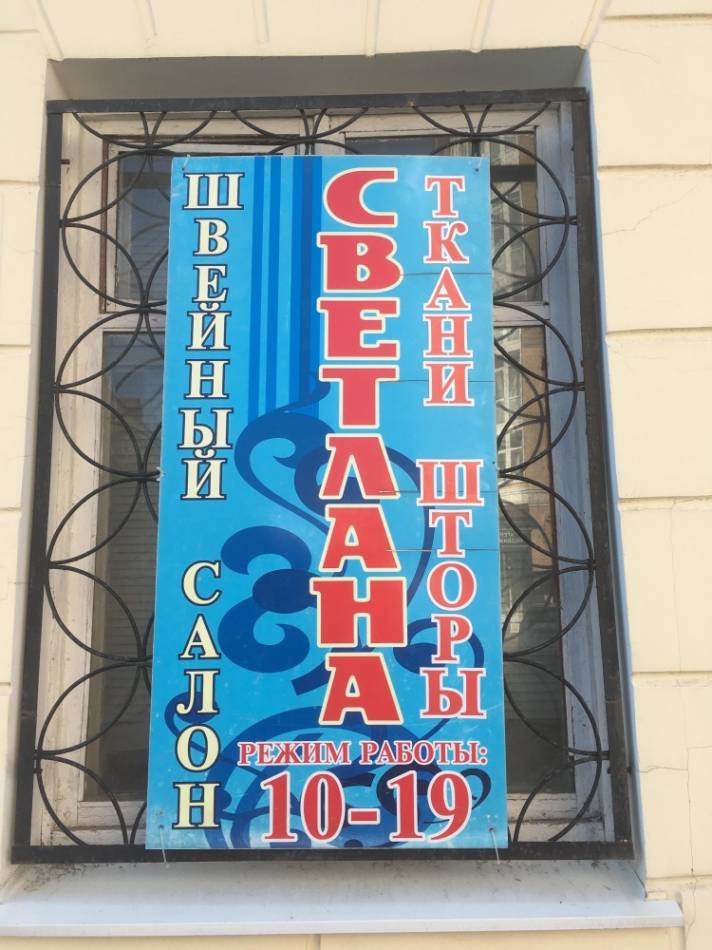 ШВЕЙНЫЙ САЛОН
СВЕТЛАНА
ТКАНИ ШТОРЫ
РЕЖИМ РАБОТЫ:
10-19